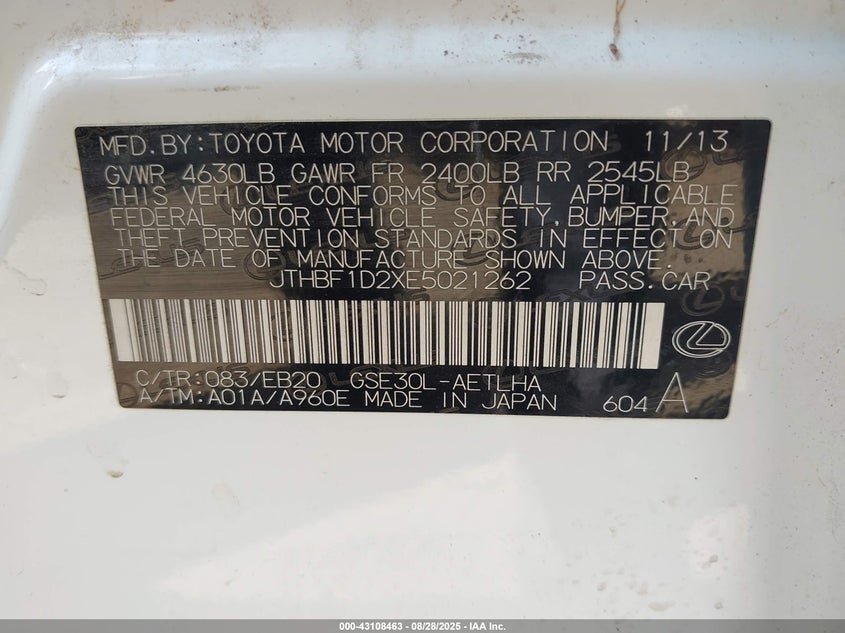 MFD.BY:TOYOTA MOTOR CORPORATION 11/13
GVWR 4630LB GAWR FR 2400LB RR 2545LB
THIS VEHICLE CONFORMS TO ALL APPLICABLE
FEDERAL MOTOR VEHICLE SAFETY, BUMPER, AND
THEFT PREVENTION STANDARDS IN EFFECT ON
THE DATE OF MANUFACTURE SHOWN ABOVE.
JTHBF1D2XE5021262 PASS.CAR
C/TR:083/EB20 GSE30L-AETLHA
A/TM:A01A/A960E MADE IN JAPAN 604 A
000-43108463 | 08/28/2025 - IAA Inc.